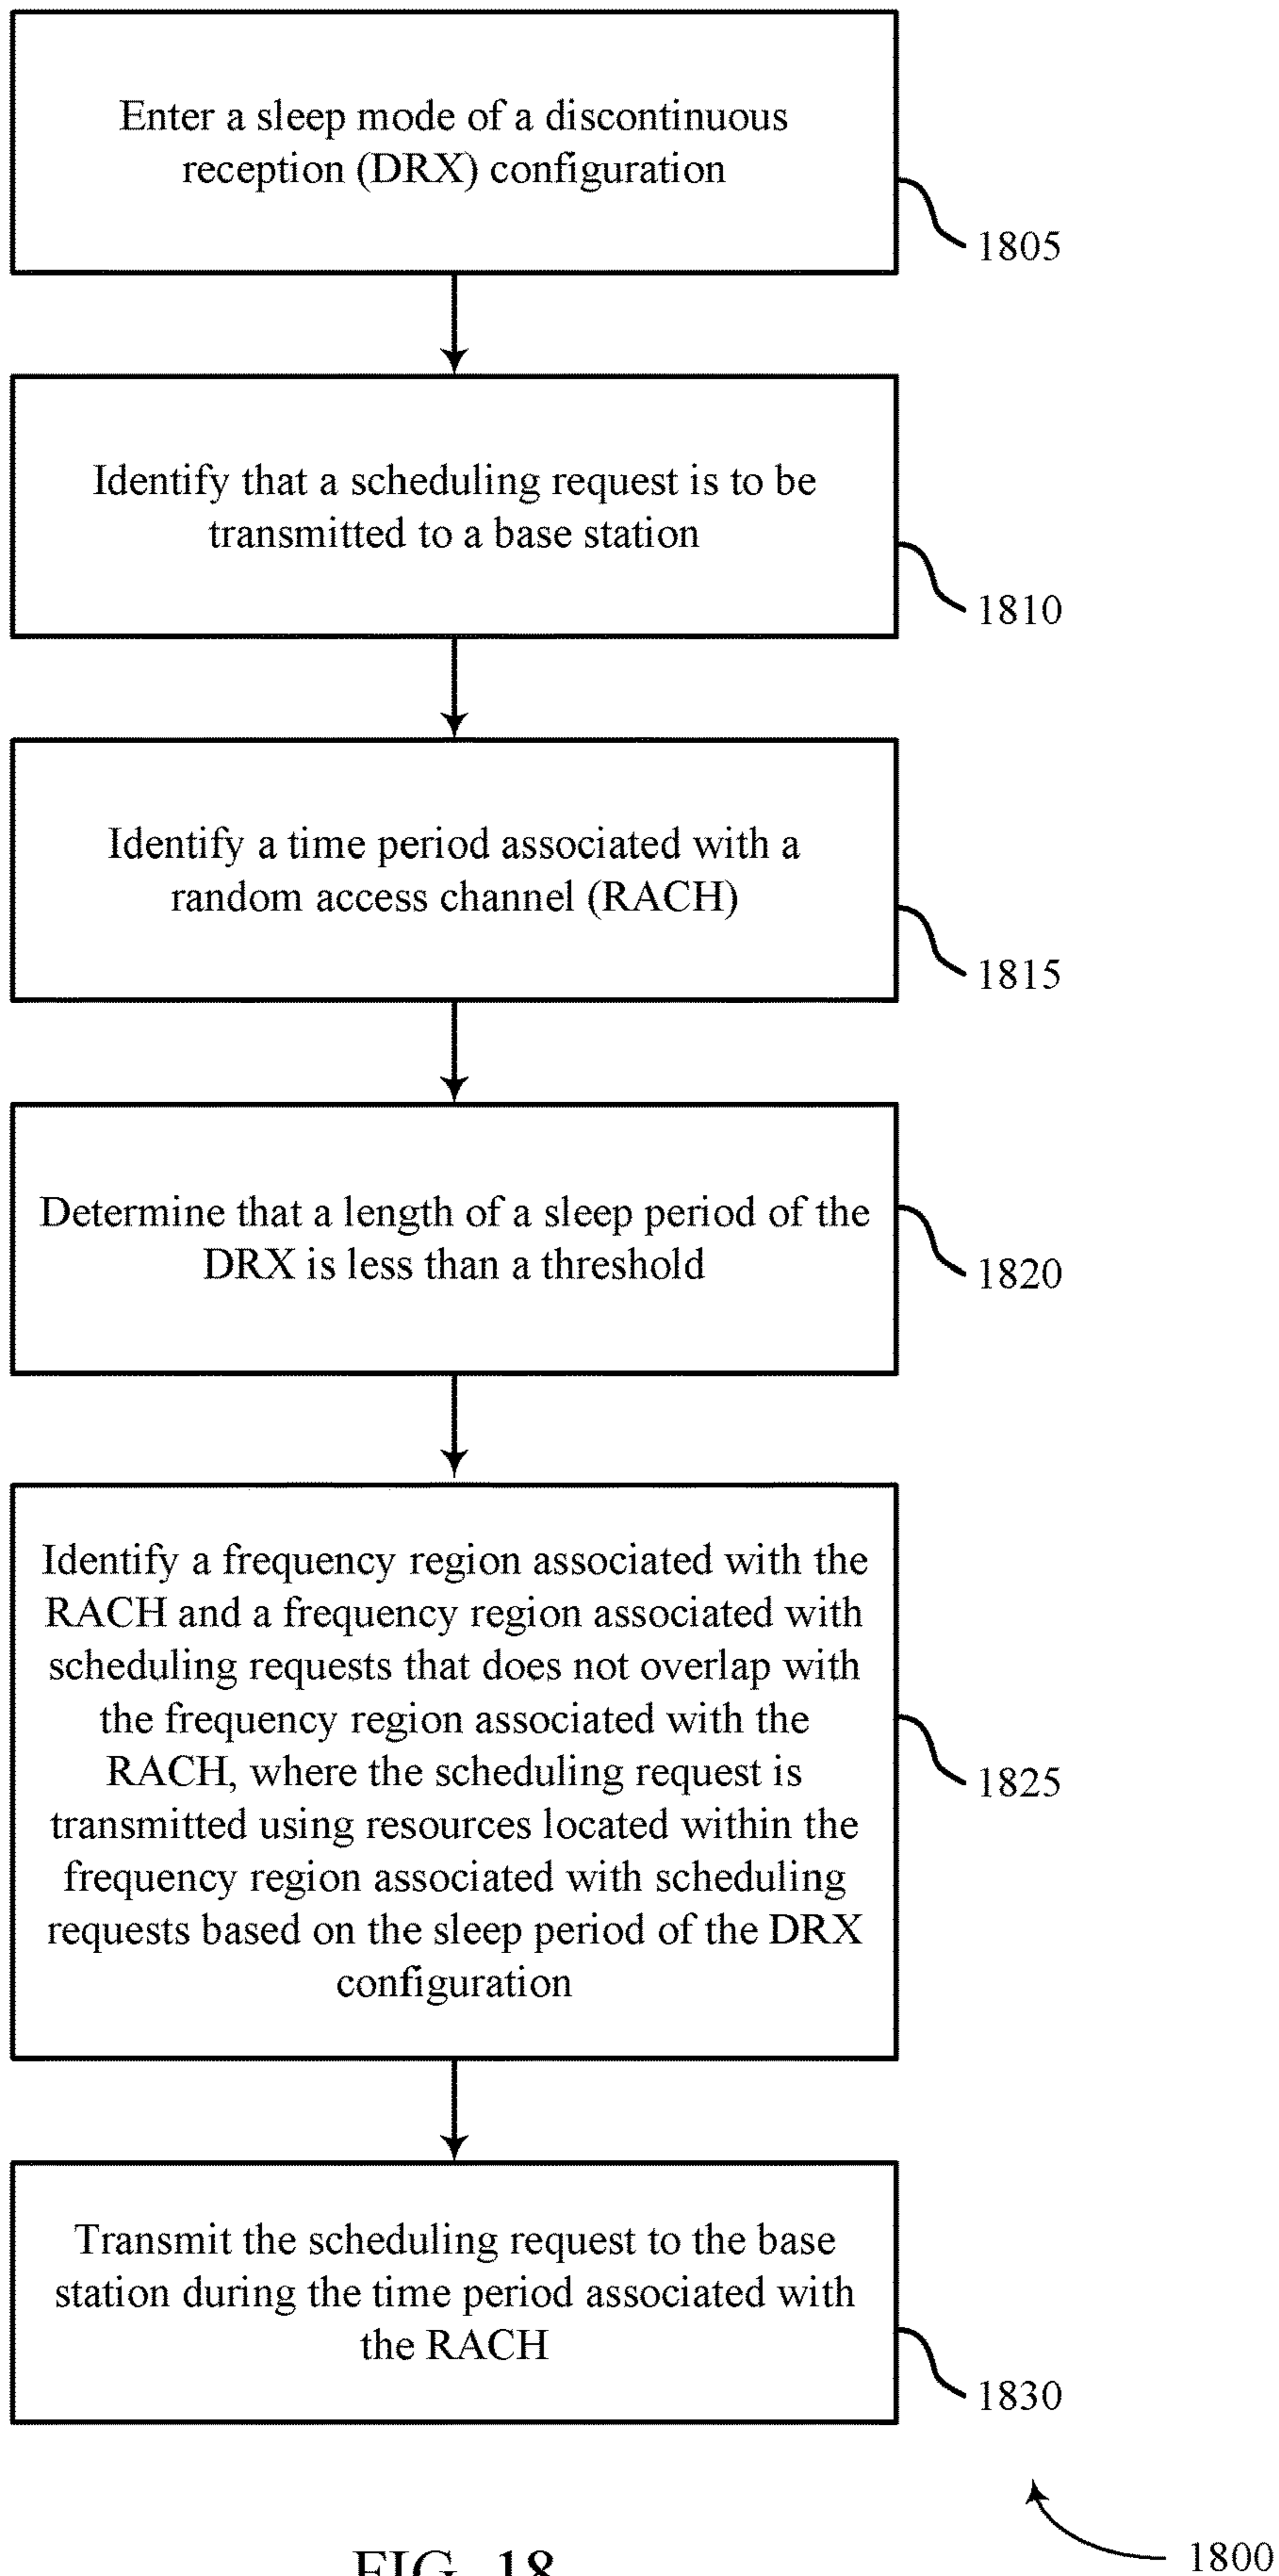 Enter a sleep mode of a discontinuous
reception (DRX) configuration
1805
Identify that a scheduling request is to be
transmitted to a base station
1810
Identify a time period associated with a
random access channel (RACH)
1815
Determine that a length of a sleep period of the
DRX is less than a threshold
1820
Identify a frequency region associated with the
RACH and a frequency region associated with
scheduling requests that does not overlap with
the frequency region associated with the
RACH, where the scheduling request is
transmitted using resources located within the
frequency region associated with scheduling
requests based on the sleep period of the DRX
configuration
1825
Transmit the scheduling request to the base
station during the time period associated with
the RACH
1830
1800
FIG. 18